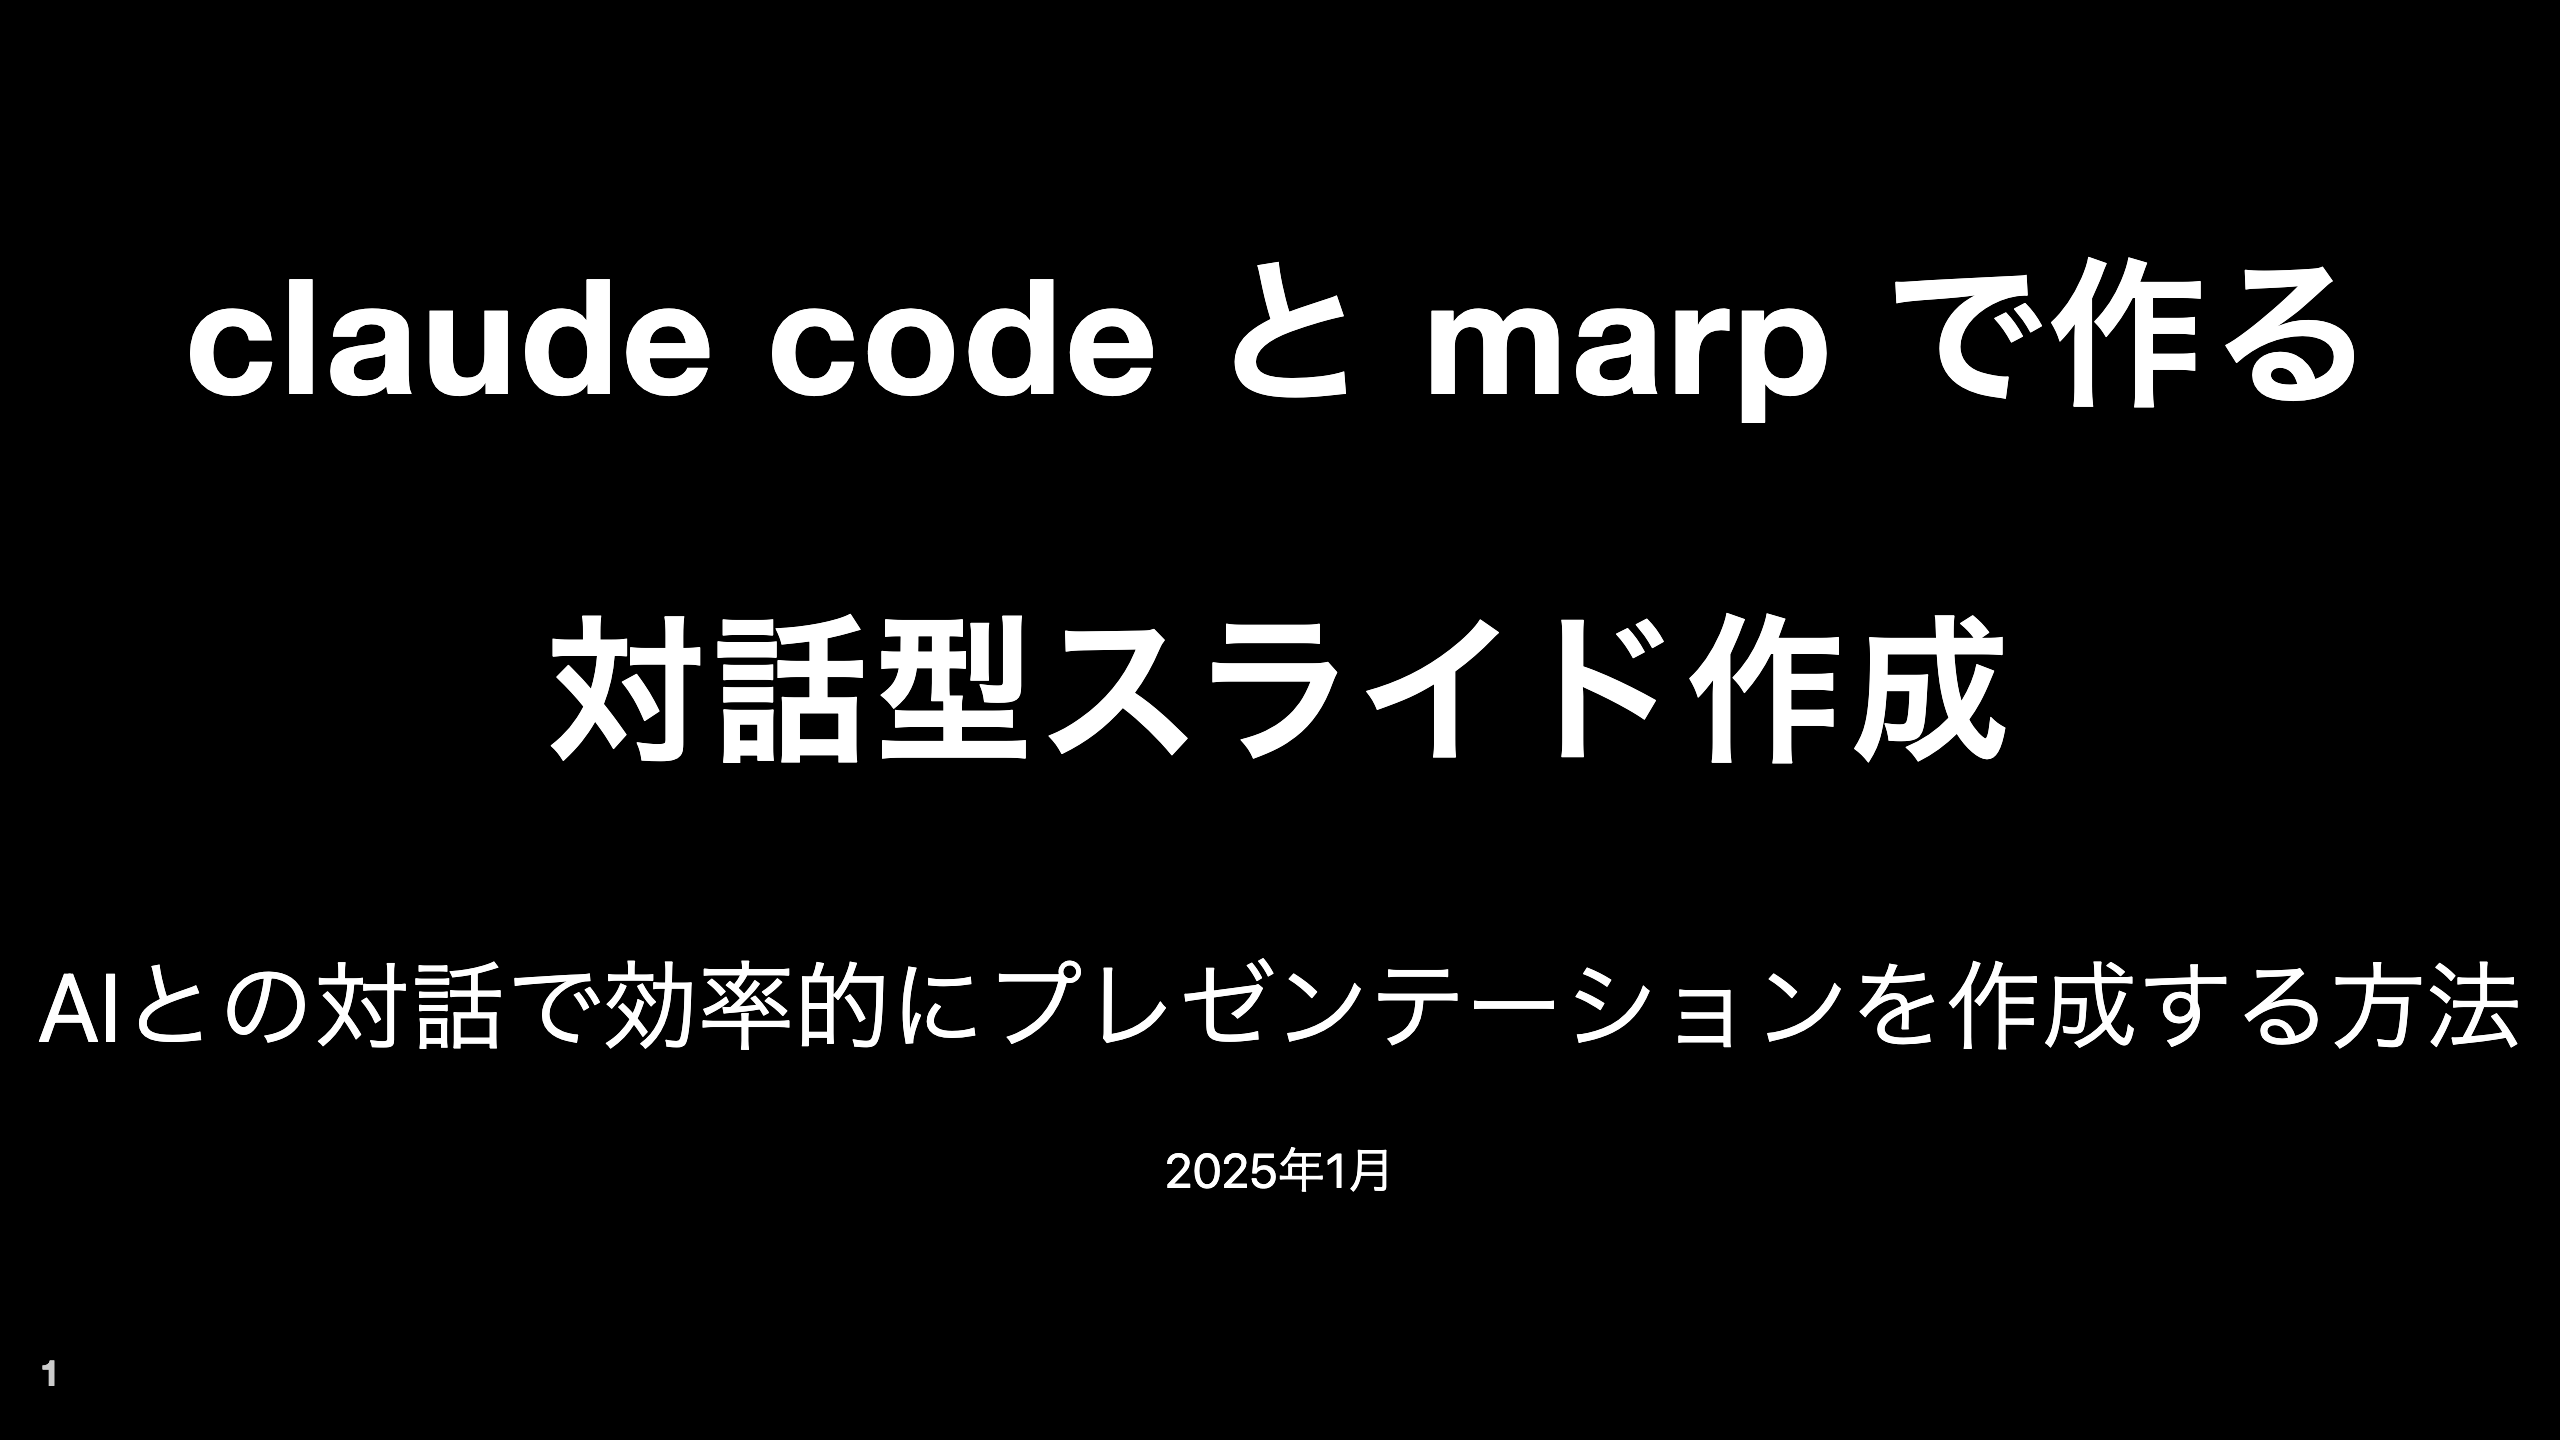 claude code と marp で作る
対話型スライド作成
AIとの対話で効率的にプレゼンテーションを作成する方法
2025年1月
1